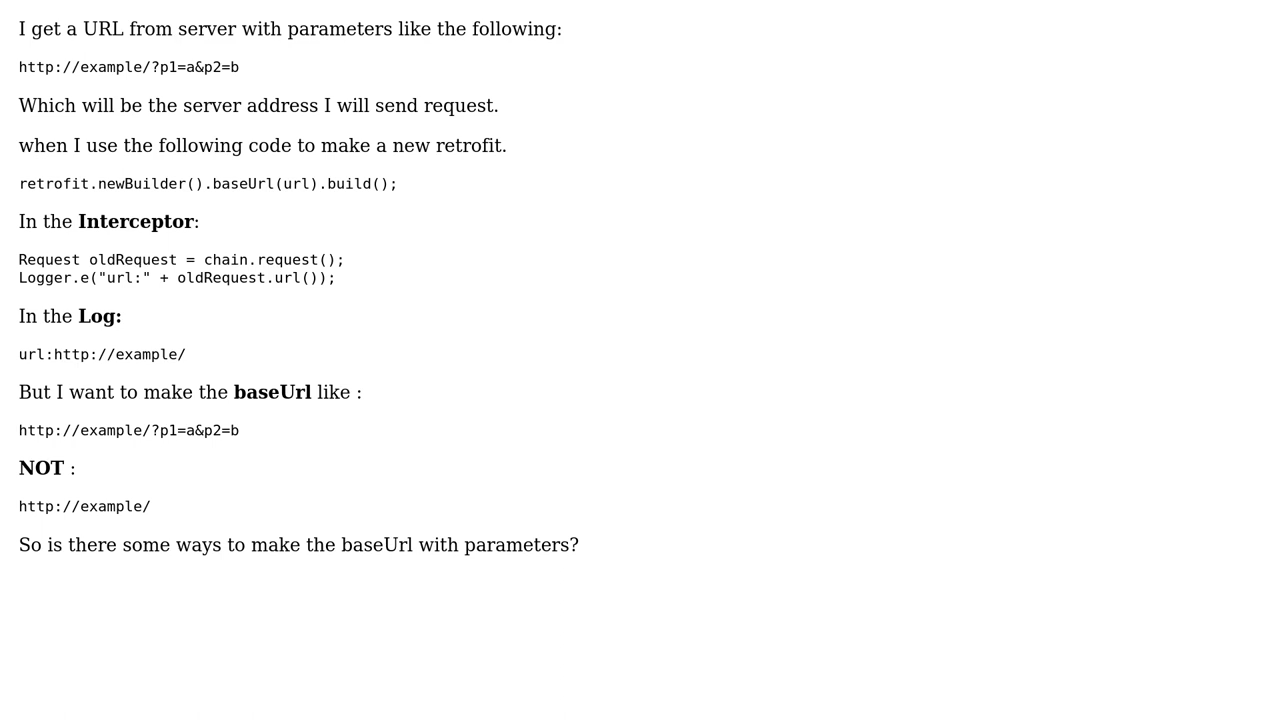 I get a URL from server with parameters like the following:
http://example/?p1=a&p2=b
Which will be the server address I will send request.
when I use the following code to make a new retrofit.
retrofit.newBuilder().baseUrl(url).build();
In the Interceptor:
Request oldRequest = chain.request();
Logger.e("url:" + oldRequest.url());
In the Log:
url:http://example/
But I want to make the baseUrl like :
http://example/?p1=a&p2=b
NOT :
http://example/
So is there some ways to make the baseUrl with parameters?